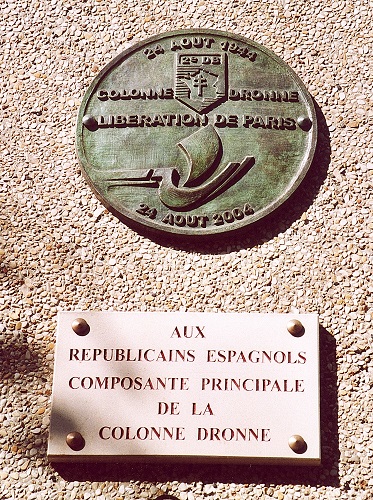 24 AOUT 1944
2e DB
COLONNE DRONNE
LIBERATION DE PARIS
24 AOUT 2004
AUX
REPUBLICAINS ESPAGNOLS
COMPOSANTE PRINCIPALE
DE LA
COLONNE DRONNE